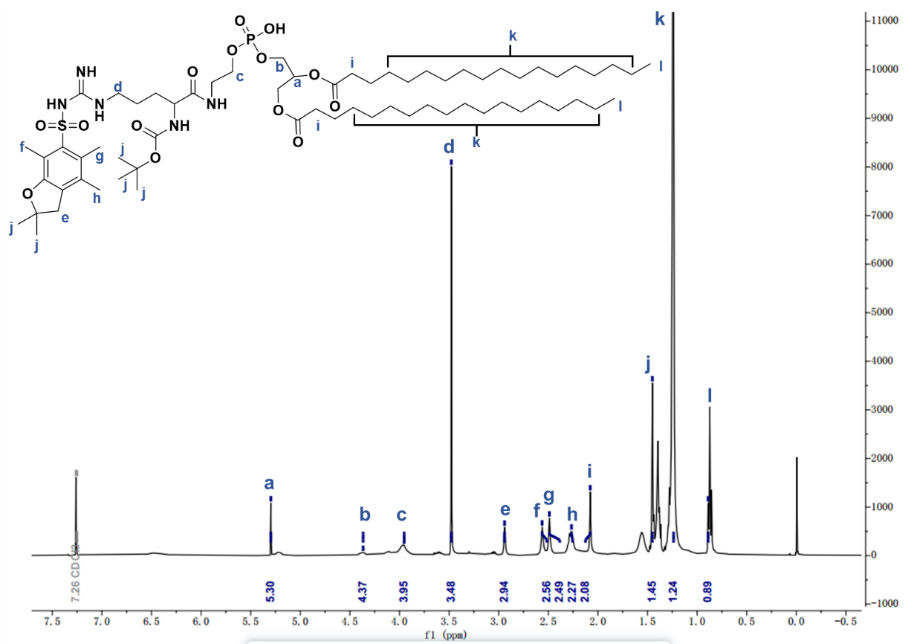 k
O
OH
P
O
O
O
b
c
a
O
i
k
l
NH
d
O
HN
N
H
NH
O
O
i
k
l
O=S=O
NH
O
O
j
j
j
f
g
h
O
e
j
j
d
a
b
c
e
f
g
h
i
j
l
7.26 CDCl3
5.30
4.37
3.95
3.48
2.94
2.56
2.49
2.27
2.08
1.45
1.24
0.89
11000
10000
9000
8000
7000
6000
5000
4000
3000
2000
1000
0
-1000
7.5 7.0 6.5 6.0 5.5 5.0 4.5 4.0 3.5 3.0 2.5 2.0 1.5 1.0 0.5 0.0 -0.5
f1 (ppm)